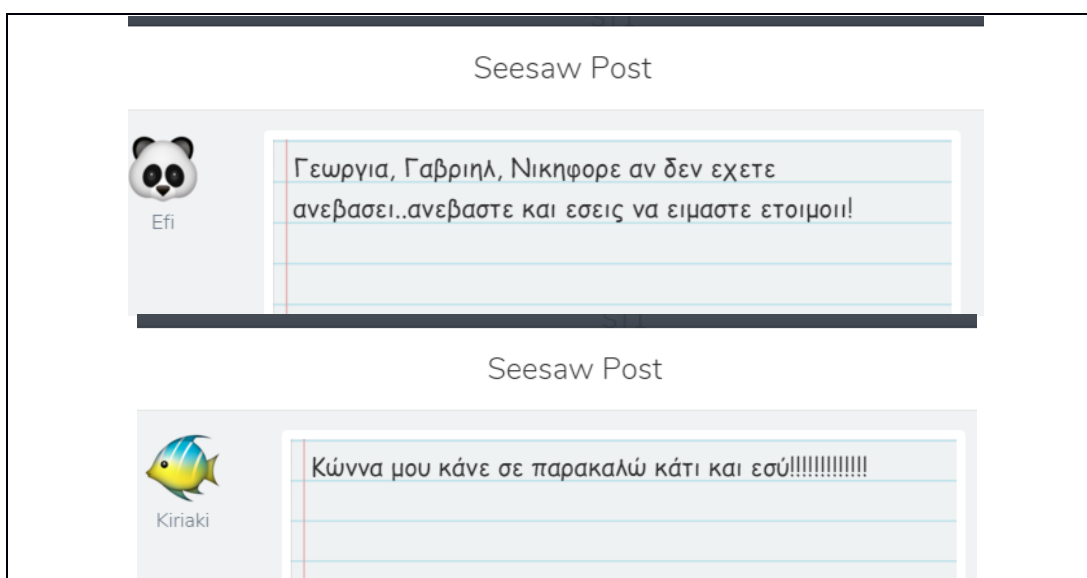 Seesaw Post
Efi
Γεωργια, Γαβριηλ, Νικηφορε αν δεν εχετε
ανεβασει..ανεβαστε και εσεις να ειμαστε ετοιμοιι!
Seesaw Post
Kiriaki
Κώννα μου κάνε σε παρακαλώ κάτι και εσύ!!!!!!!!!!!!!